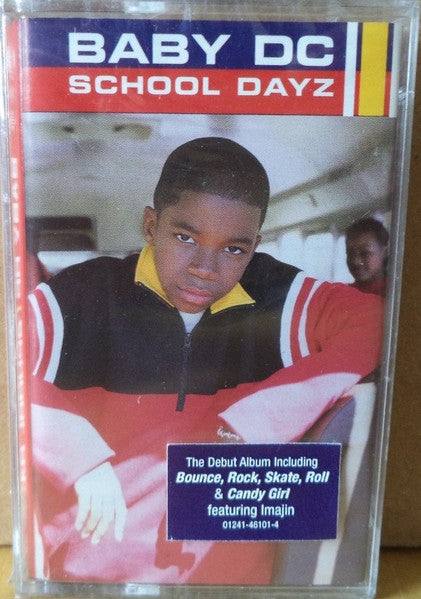 BABY DC
SCHOOL DAYZ
The Debut Album Including
Bounce, Rock, Skate, Roll
& Candy Girl
featuring Imajin
01241-46101-4